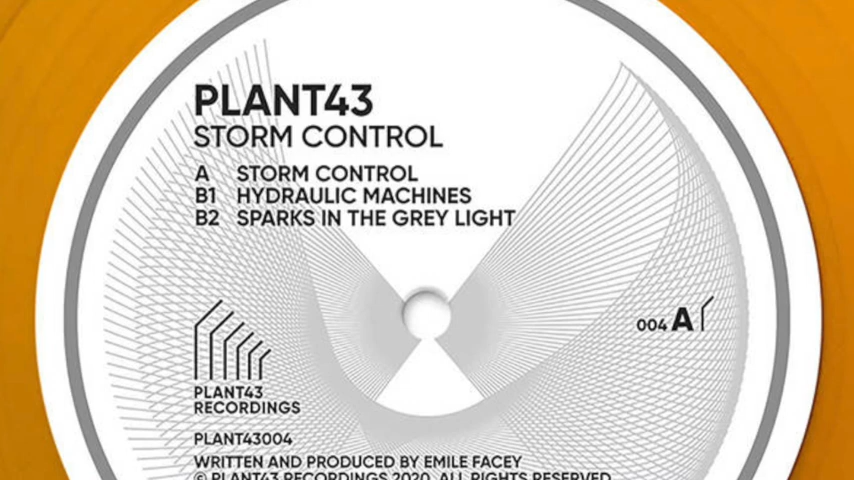 PLANT43
STORM CONTROL
A STORM CONTROL
B1 HYDRAULIC MACHINES
B2 SPARKS IN THE GREY LIGHT
004 A
PLANT43
RECORDINGS
PLANT43004
WRITTEN AND PRODUCED BY EMILE FACEY
© PLANT43 RECORDINGS 2020. ALL RIGHTS RESERVED